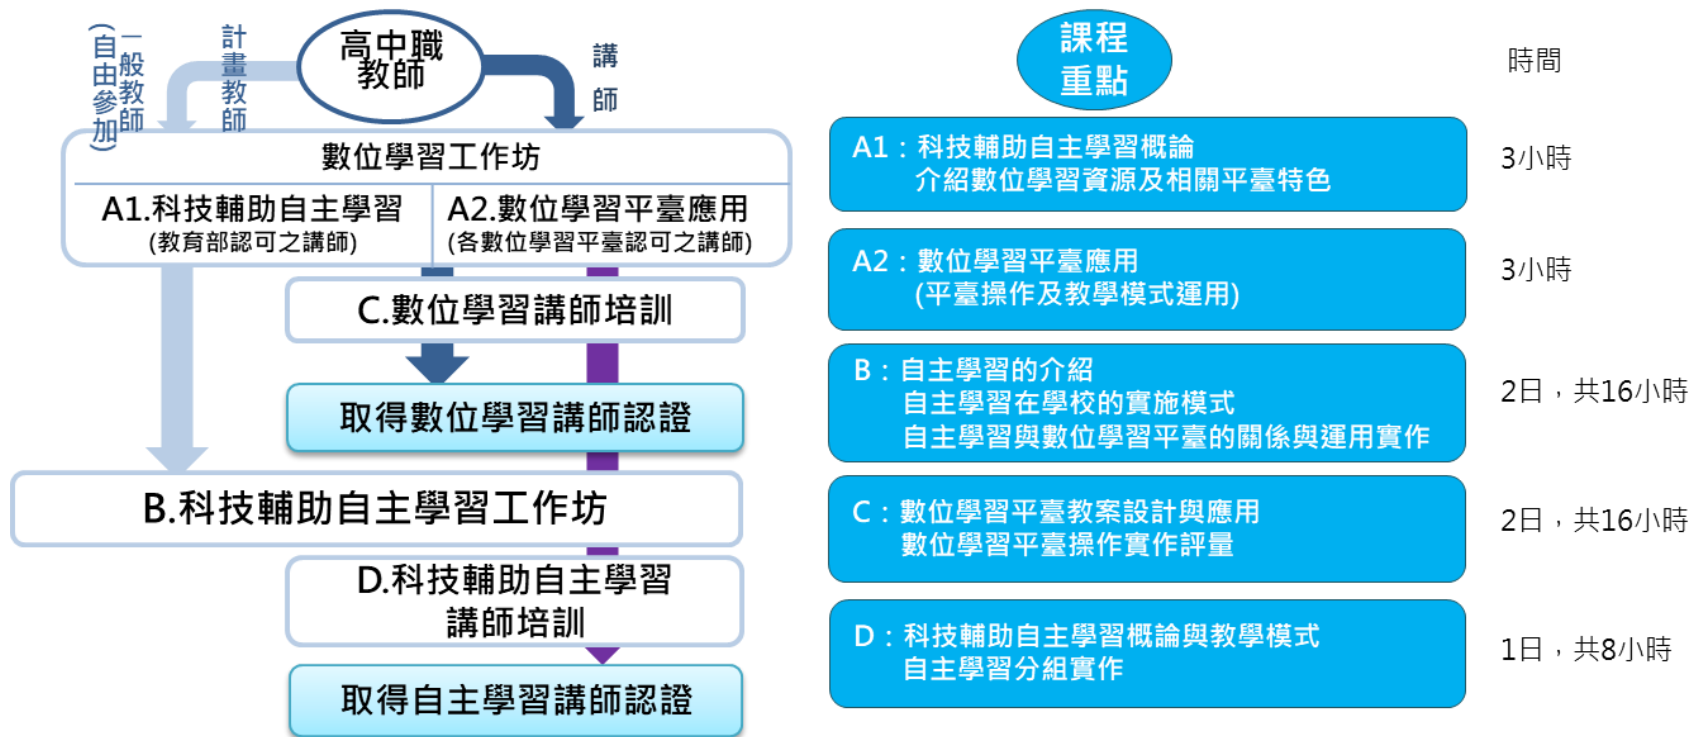 一般教師
(自由參加)
計畫教師
高中職
教師
講師
數位學習工作坊
A1.科技輔助自主學習
(教育部認可之講師)
A2.數位學習平臺應用
(各數位學習平臺認可之講師)
C.數位學習講師培訓
取得數位學習講師認證
B.科技輔助自主學習工作坊
D.科技輔助自主學習
講師培訓
取得自主學習講師認證
課程
重點
時間
A1：科技輔助自主學習概論
介紹數位學習資源及相關平臺特色
3小時
A2：數位學習平臺應用
(平臺操作及教學模式運用)
3小時
B：自主學習的介紹
自主學習在學校的實施模式
自主學習與數位學習平臺的關係與運用實作
2日，共16小時
C：數位學習平臺教案設計與應用
數位學習平臺操作實作評量
2日，共16小時
D：科技輔助自主學習概論與教學模式
自主學習分組實作
1日，共8小時